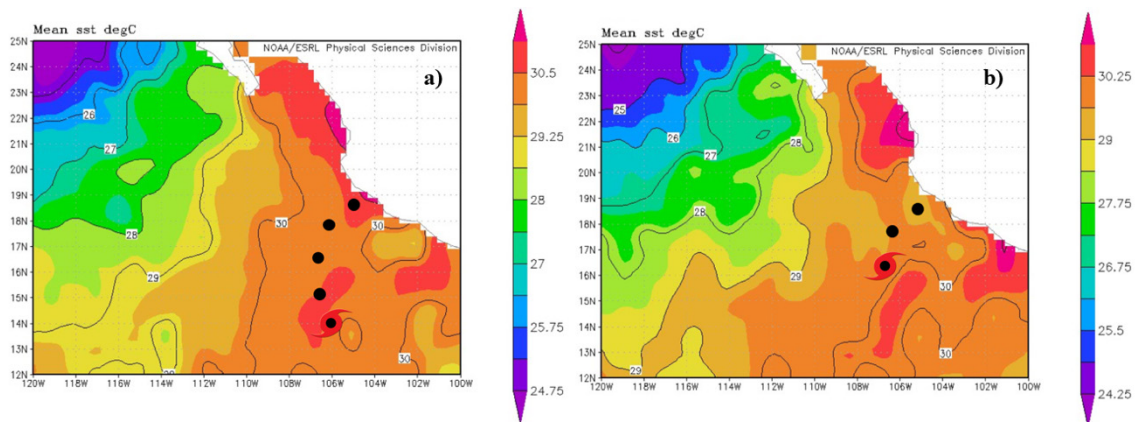 Mean sst degC
NOAA/ESRL Physical Sciences Division
a)
25N
24N
23N
22N
21N
20N
19N
18N
17N
16N
15N
14N
13N
12N
120W 118W 116W 114W 112W 110W 108W 106W 104W 102W 100W
26
27
28
29
29
30
30
30
30.5
29.25
28
27
25.75
24.75
Mean sst degC
NOAA/ESRL Physical Sciences Division
b)
25N
24N
23N
22N
21N
20N
19N
18N
17N
16N
15N
14N
13N
12N
120W 118W 116W 114W 112W 110W 108W 106W 104W 102W 100W
25
26
27
28
28
29
29
30
30
30.25
29
27.75
26.75
25.5
24.25